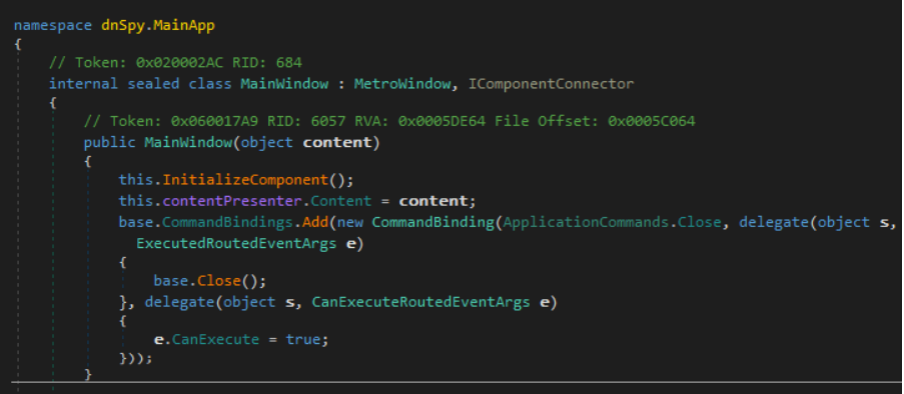 namespace dnSpy.MainApp
{
// Token: 0x020002AC RID: 684
internal sealed class MainWindow : MetroWindow, IComponentConnector
{
// Token: 0x060017A9 RID: 6057 RVA: 0x0005DE64 File Offset: 0x0005C064
public MainWindow(object content)
{
this.InitializeComponent();
this.contentPresenter.Content = content;
base.CommandBindings.Add(new CommandBinding(ApplicationCommands.Close, delegate(object s,
ExecutedRoutedEventArgs e)
{
base.Close();
}, delegate(object s, CanExecuteRoutedEventArgs e)
{
e.CanExecute = true;
}));
}